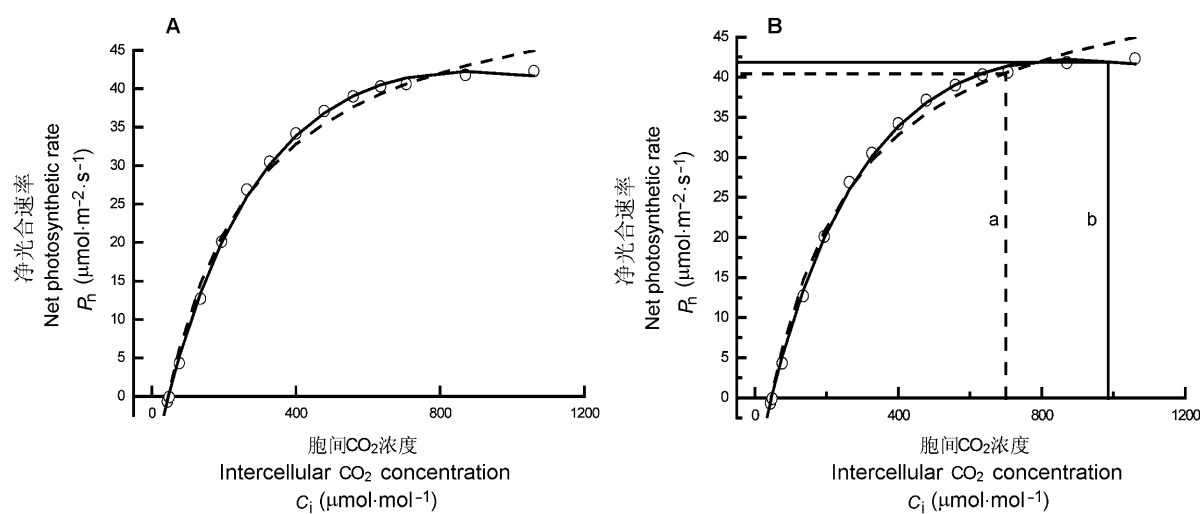 A
45
40
35
30
25
20
15
10
5
0
0
400
800
1200
净光合速率
Net photosynthetic rate
Pn (μmol·m−2·s−1)
胞间CO2浓度
Intercellular CO2 concentration
ci (μmol·mol−1)
B
45
40
35
30
25
20
15
10
5
0
0
400
800
1200
a
b
净光合速率
Net photosynthetic rate
Pn (μmol·m−2·s−1)
胞间CO2浓度
Intercellular CO2 concentration
ci (μmol·mol−1)